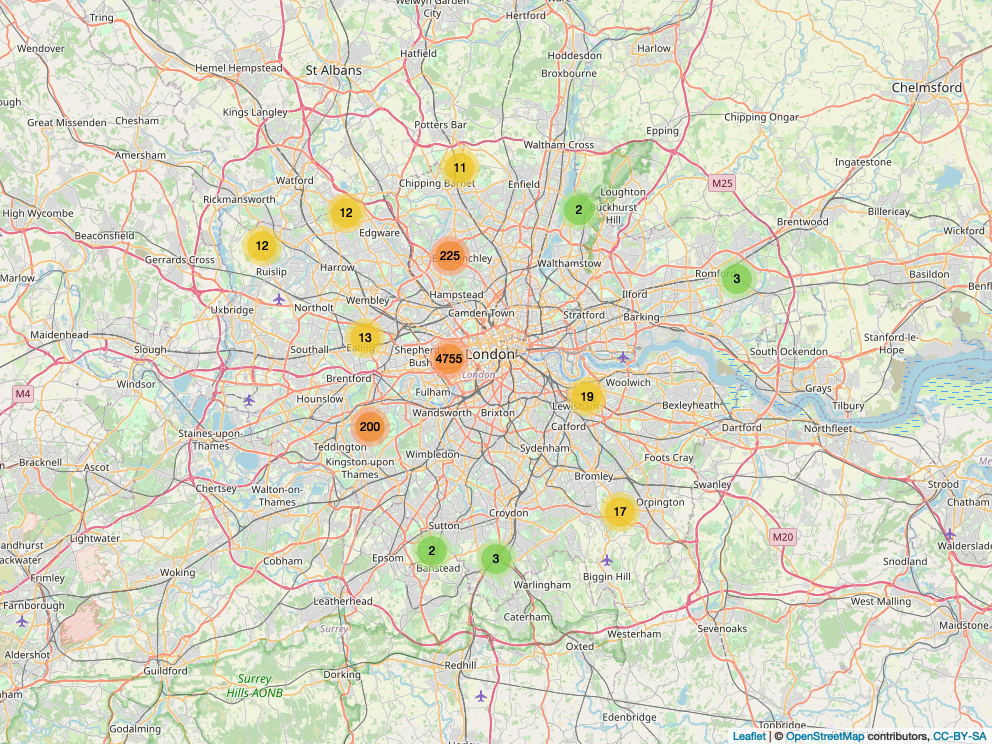 Welwyn Garden
City
Ware
Tring
Hertford
Wendover
Hatfield
Harlow
Hoddesdon
Hemel Hempstead
St Albans
Broxbourne
Chelmsford
Kings Langley
Great Missenden
Chesham
Potters Bar
Chipping Ongar
Epping
Waltham Cross
Amersham
11
Ingatestone
Watford
Chipping Barnet
Enfield
M25
Rickmansworth
Loughton
High Wycombe
12
2
Buckhurst
Hill
Brentwood
Billericay
Beaconsfield
Edgware
Wickford
12
Gerrards Cross
225
Finchley
Walthamstow
Marlow
Ruislip
Harrow
Romford
3
Basildon
Hampstead
Ilford
Benfl
Uxbridge
Northolt
Wembley
Camden Town
Stratford
Barking
Maidenhead
13
Stanford-le-
Hope
Slough
Southall
Ealing
Shepherd
Bush
4755
London
South Ockendon
London
Windsor
Brentford
Woolwich
M4
Fulham
Grays
Hounslow
19
Tilbury
Wandsworth
Brixton
Lewisham
Bexleyheath
Staines-upon-
Thames
200
Catford
Dartford
Northfleet
Teddington
Wimbledon
Sydenham
Bracknell
Ascot
Kingston upon
Thames
Foots Cray
Me
Chertsey
Walton-on-
Thames
Bromley
Swanley
Strood
Orpington
Chatham
Croydon
17
Sutton
Lightwater
M20
andhurst
Waldersla
ackwater
Epsom
2
3
Cobham
Banstead
Snodland
Woking
Biggin Hill
Frimley
Warlingham
Farnborough
Leatherhead
West Malling
Caterham
Maidstone
Surrey
Westerham
Sevenoaks
Oxted
Aldershot
Redhill
Guildford
Dorking
Surrey
Hills AONB
nham
Edenbridge
Godalming
Tonbridge
Leaflet | © OpenStreetMap contributors, CC-BY-SA